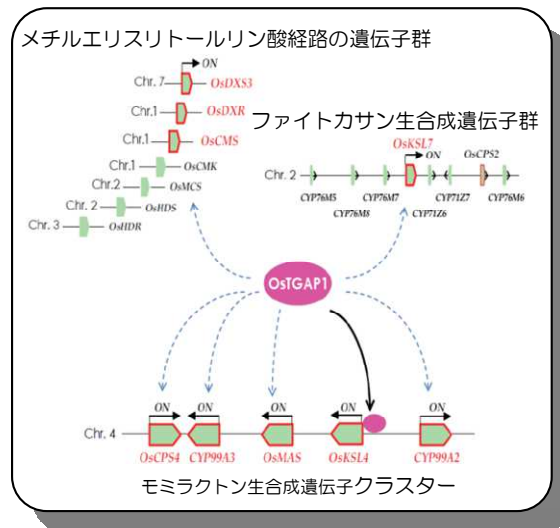 メチルエリスリトールリン酸経路の遺伝子群
ON
Chr. 7 OsDXS3
Chr.1 OsDXR
Chr.1 OsCMS
Chr.1 OsCMK
Chr.2 OsMCS
Chr. 2 OsHDS
Chr. 3 OsHDR
ファイトカサン生合成遺伝子群
OsKSL7
ON OsCPS2
Chr. 2
CYP76M5 CYP76M7 CYP71Z7 CYP76M6
CYP76M8 CYP71Z6
OsTGAP1
ON ON ON ON ON
Chr. 4
OsCPS4 CYP99A3 OsMAS OsKSL4 CYP99A2
モミラクトン生合成遺伝子クラスター